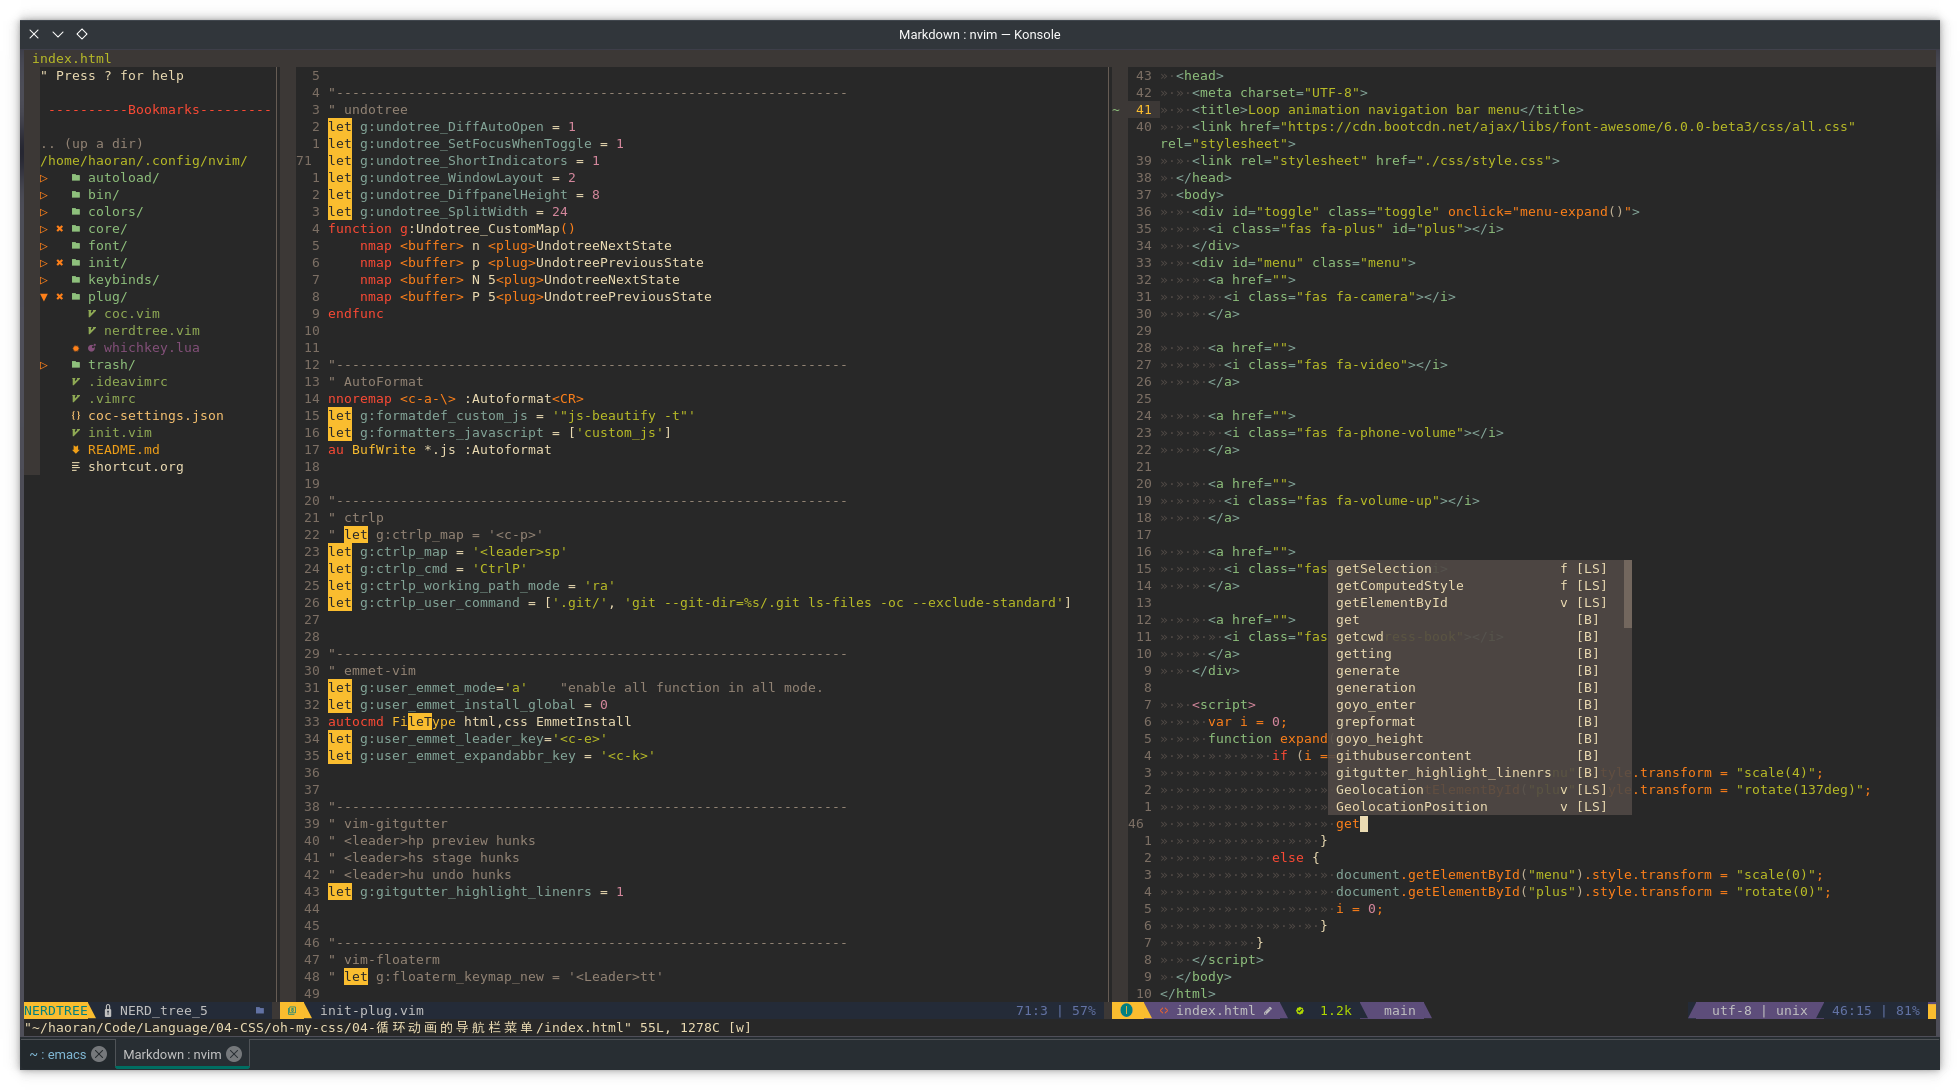 Markdown : nvim — Konsole
index.html
" Press ? for help
----------Bookmarks---------
.. (up a dir)
/home/haoran/.config/nvim/
▷ autoload/
▷ bin/
▷ colors/
▷ ✖ core/
▷ font/
▷ ✖ init/
▷ keybinds/
▼ ✖ plug/
coc.vim
nerdtree.vim
whichkey.lua
▷ trash/
.ideavimrc
.vimrc
{} coc-settings.json
init.vim
README.md
shortcut.org
5
4 "----------------------------------------------------------------
3 " undotree
2 let g:undotree_DiffAutoOpen = 1
1 let g:undotree_SetFocusWhenToggle = 1
71 let g:undotree_ShortIndicators = 1
1 let g:undotree_WindowLayout = 2
2 let g:undotree_DiffpanelHeight = 8
3 let g:undotree_SplitWidth = 24
4 function g:Undotree_CustomMap()
5 nmap <buffer> n <plug>UndotreeNextState
6 nmap <buffer> p <plug>UndotreePreviousState
7 nmap <buffer> N 5<plug>UndotreeNextState
8 nmap <buffer> P 5<plug>UndotreePreviousState
9 endfunc
10
11
12 "----------------------------------------------------------------
13 " AutoFormat
14 nnoremap <c-a-\> :Autoformat<CR>
15 let g:formatdef_custom_js = '"js-beautify -t"'
16 let g:formatters_javascript = ['custom_js']
17 au BufWrite *.js :Autoformat
18
19
20 "----------------------------------------------------------------
21 " ctrlp
22 " let g:ctrlp_map = '<c-p>'
23 let g:ctrlp_map = '<leader>sp'
24 let g:ctrlp_cmd = 'CtrlP'
25 let g:ctrlp_working_path_mode = 'ra'
26 let g:ctrlp_user_command = ['.git/', 'git --git-dir=%s/.git ls-files -oc --exclude-standard']
27
28
29 "----------------------------------------------------------------
30 " emmet-vim
31 let g:user_emmet_mode='a' "enable all function in all mode.
32 let g:user_emmet_install_global = 0
33 autocmd FileType html,css EmmetInstall
34 let g:user_emmet_leader_key='<c-e>'
35 let g:user_emmet_expandabbr_key = '<c-k>'
36
37
38 "----------------------------------------------------------------
39 " vim-gitgutter
40 " <leader>hp preview hunks
41 " <leader>hs stage hunks
42 " <leader>hu undo hunks
43 let g:gitgutter_highlight_linenrs = 1
44
45
46 "----------------------------------------------------------------
47 " vim-floaterm
48 " let g:floaterm_keymap_new = '<Leader>tt'
49
43 <head>
42 <meta charset="UTF-8">
~ 41 <title>Loop animation navigation bar menu</title>
40 <link href="https://cdn.bootcdn.net/ajax/libs/font-awesome/6.0.0-beta3/css/all.css"
rel="stylesheet">
39 <link rel="stylesheet" href="./css/style.css">
38 </head>
37 <body>
36 <div id="toggle" class="toggle" onclick="menu-expand()">
35 <i class="fas fa-plus" id="plus"></i>
34 </div>
33 <div id="menu" class="menu">
32 <a href="">
31 <i class="fas fa-camera"></i>
30 </a>
29
28 <a href="">
27 <i class="fas fa-video"></i>
26 </a>
25
24 <a href="">
23 <i class="fas fa-phone-volume"></i>
22 </a>
21
20 <a href="">
19 <i class="fas fa-volume-up"></i>
18 </a>
17
16 <a href="">
15 <i class="fas
14 </a>
13
12 <a href="">
11 <i class="fas
10 </a>
9 </div>
8
7 <script>
6 var i = 0;
5 function expand
4 if (i =
3 .transform = "scale(4)";
2 .transform = "rotate(137deg)";
1
46 get
1 }
2 else {
3 document.getElementById("menu").style.transform = "scale(0)";
4 document.getElementById("plus").style.transform = "rotate(0)";
5 i = 0;
6 }
7 }
8 </script>
9 </body>
10 </html>
getSelection f [LS]
getComputedStyle f [LS]
getElementById v [LS]
get [B]
getcwd [B]
getting [B]
generate [B]
generation [B]
goyo_enter [B]
grepformat [B]
goyo_height [B]
githubusercontent [B]
gitgutter_highlight_linenrs [B]
Geolocation v [LS]
GeolocationPosition v [LS]
NERDTREE NERD_tree_5
init-plug.vim 71:3 | 57%
index.html 1.2k main utf-8 | unix 46:15 | 81%
"~/haoran/Code/Language/04-CSS/oh-my-css/04-循环动画的导航栏菜单/index.html" 55L, 1278C [w]
~ : emacs
Markdown : nvim